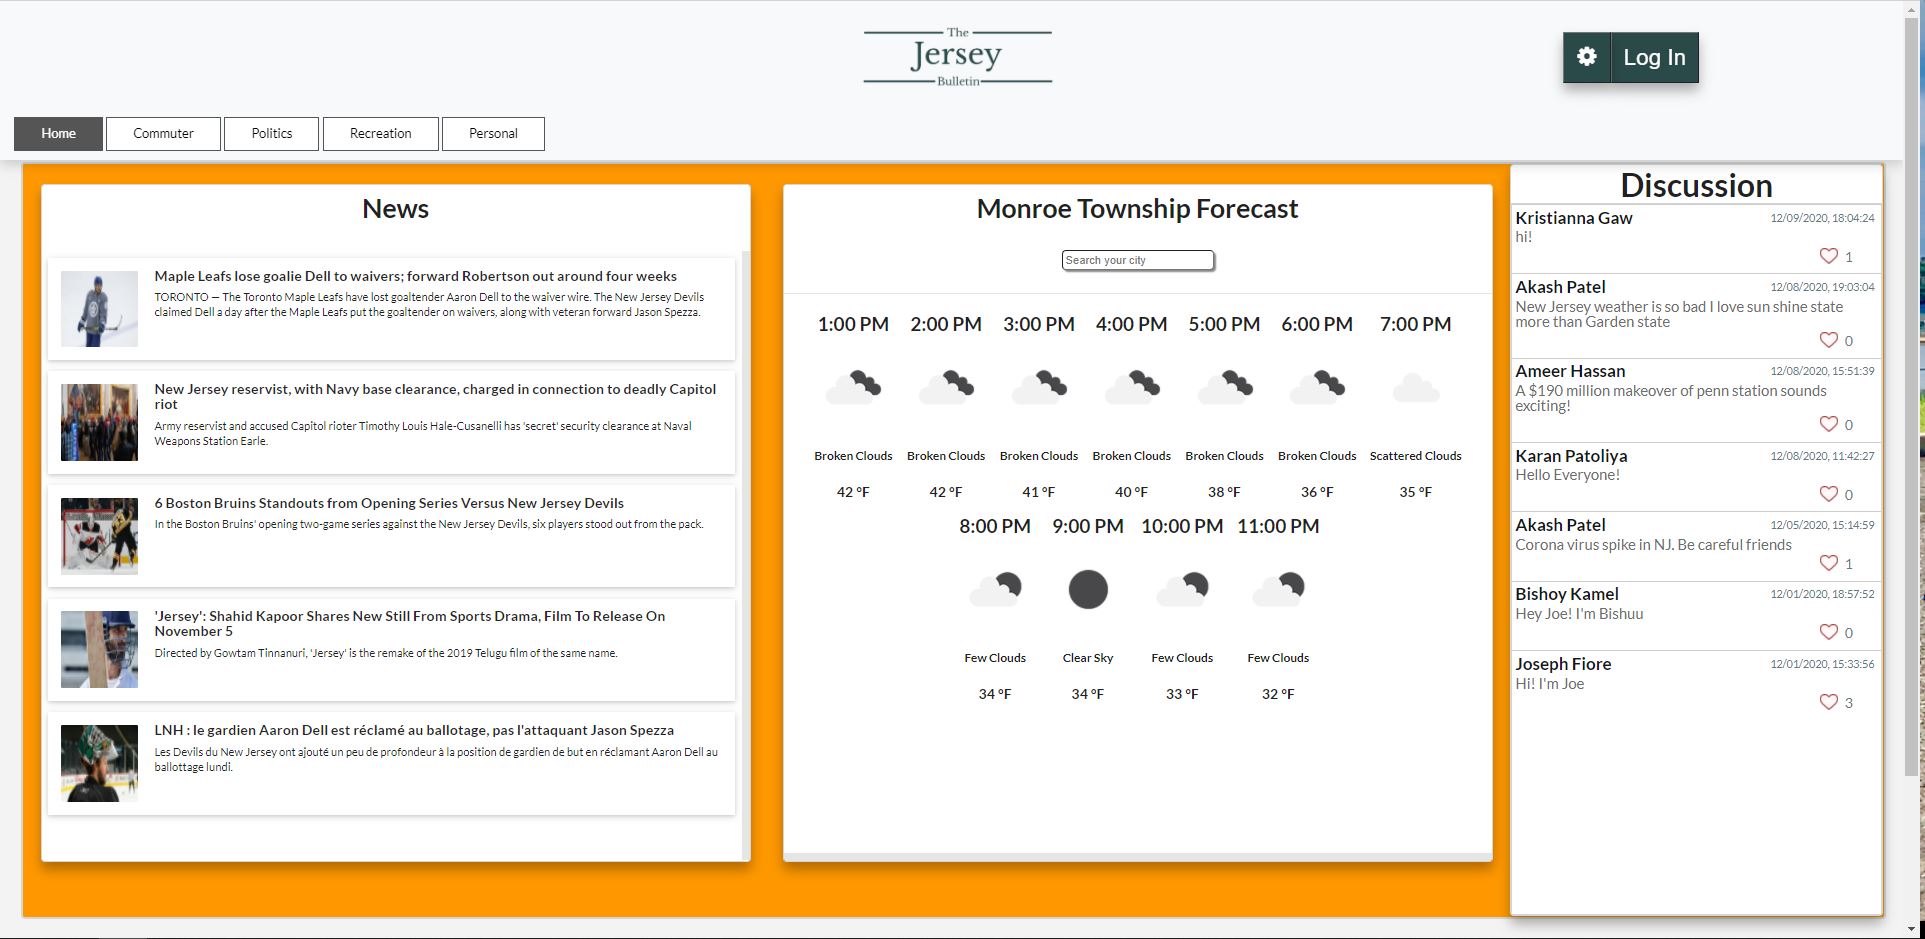 The
Jersey
Bulletin
Log In
Home
Commuter
Politics
Recreation
Personal
News
Maple Leafs lose goalie Dell to waivers; forward Robertson out around four weeks
TORONTO — The Toronto Maple Leafs have lost goaltender Aaron Dell to the waiver wire. The New Jersey Devils
claimed Dell a day after the Maple Leafs put the goaltender on waivers, along with veteran forward Jason Spezza.
New Jersey reservist, with Navy base clearance, charged in connection to deadly Capitol
riot
Army reservist and accused Capitol rioter Timothy Louis Hale-Cusanelli has 'secret' security clearance at Naval
Weapons Station Earle.
6 Boston Bruins Standouts from Opening Series Versus New Jersey Devils
In the Boston Bruins' opening two-game series against the New Jersey Devils, six players stood out from the pack.
'Jersey': Shahid Kapoor Shares New Still From Sports Drama, Film To Release On
November 5
Directed by Gowtam Tinnanuri, 'Jersey' is the remake of the 2019 Telugu film of the same name.
LNH : le gardien Aaron Dell est réclamé au ballotage, pas l'attaquant Jason Spezza
Les Devils du New Jersey ont ajouté un peu de profondeur à la position de gardien de but en réclamant Aaron Dell au
ballottage lundi.
Monroe Township Forecast
Search your city
1:00 PM 2:00 PM 3:00 PM 4:00 PM 5:00 PM 6:00 PM 7:00 PM
Broken Clouds Broken Clouds Broken Clouds Broken Clouds Broken Clouds Broken Clouds Scattered Clouds
42 °F 42 °F 41 °F 40 °F 38 °F 36 °F 35 °F
8:00 PM 9:00 PM 10:00 PM 11:00 PM
Few Clouds Clear Sky Few Clouds Few Clouds
34 °F 34 °F 33 °F 32 °F
Discussion
Kristianna Gaw 12/09/2020, 18:04:24
hi!
1
Akash Patel 12/08/2020, 19:03:04
New Jersey weather is so bad I love sun shine state
more than Garden state
0
Ameer Hassan 12/08/2020, 15:51:39
A $190 million makeover of penn station sounds
exciting!
0
Karan Patoliya 12/08/2020, 11:42:27
Hello Everyone!
0
Akash Patel 12/05/2020, 15:14:59
Corona virus spike in NJ. Be careful friends
1
Bishoy Kamel 12/01/2020, 18:57:52
Hey Joe! I'm Bishuu
0
Joseph Fiore 12/01/2020, 15:33:56
Hi! I'm Joe
3